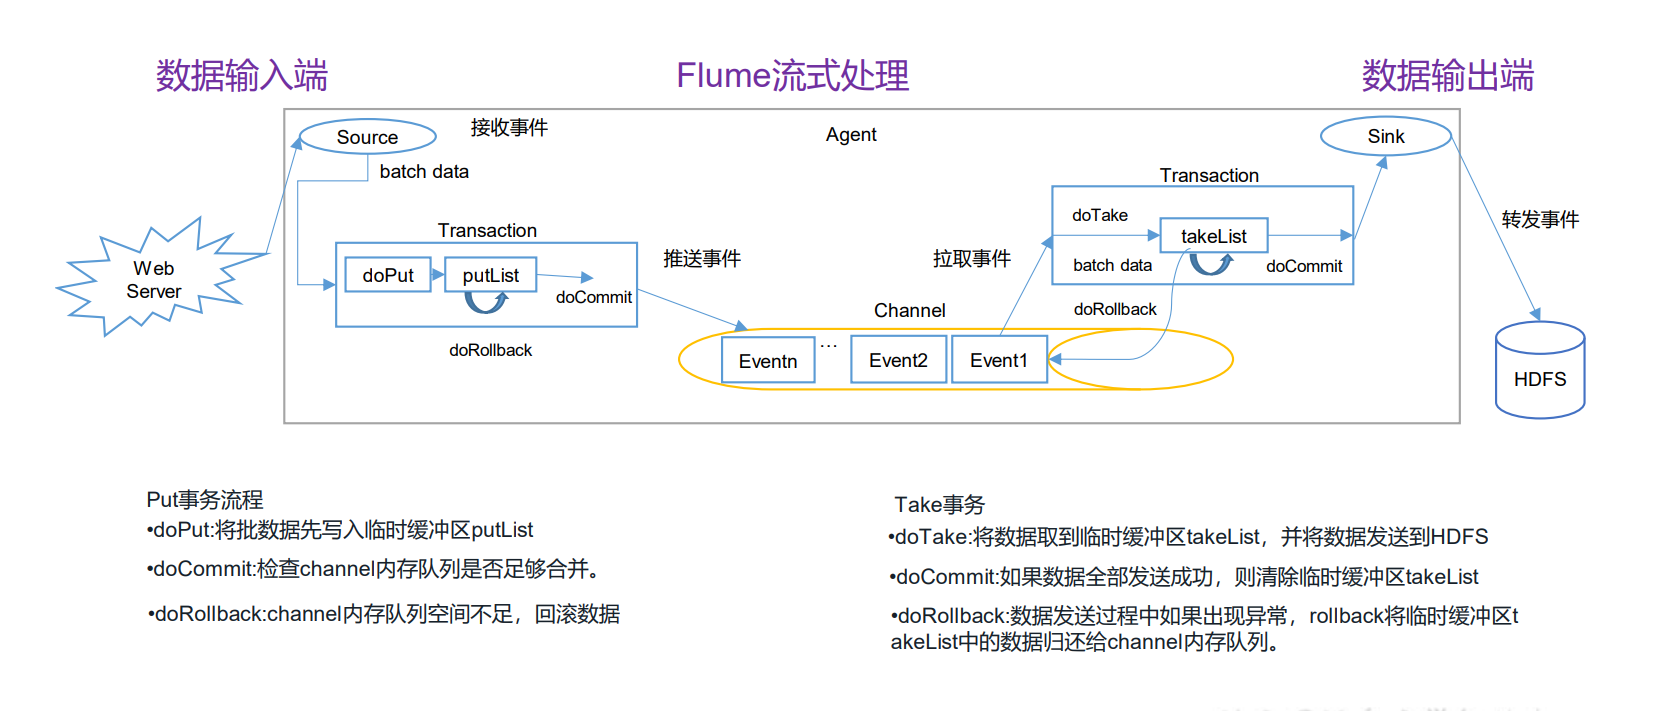 数据输入端
Flume流式处理
数据输出端
Source
接收事件
Agent
Sink
batch data
Transaction
转发事件
doTake
takeList
Transaction
推送事件
拉取事件
Web
Server
doPut
putList
batch data
doCommit
doCommit
Channel
doRollback
doRollback
...
Eventn
Event2
Event1
HDFS
Put事务流程
•doPut:将批数据先写入临时缓冲区putList
•doCommit:检查channel内存队列是否足够合并。
•doRollback:channel内存队列空间不足，回滚数据
Take事务
•doTake:将数据取到临时缓冲区takeList，并将数据发送到HDFS
•doCommit:如果数据全部发送成功，则清除临时缓冲区takeList
•doRollback:数据发送过程中如果出现异常，rollback将临时缓冲区t
akeList中的数据归还给channel内存队列。